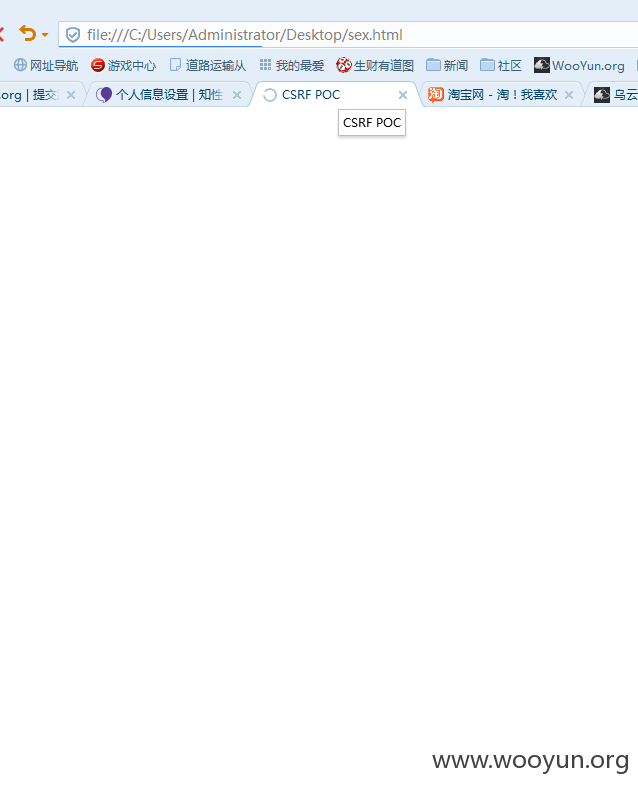 file:///C:/Users/Administrator/Desktop/sex.html
网址导航 游戏中心 道路运输从 我的最爱 生财有道图 新闻 社区 WooYun.org
.org | 提交 个人信息设置 | 知性 CSRF POC 淘宝网 - 淘！我喜欢 乌云
CSRF POC
www.wooyun.org